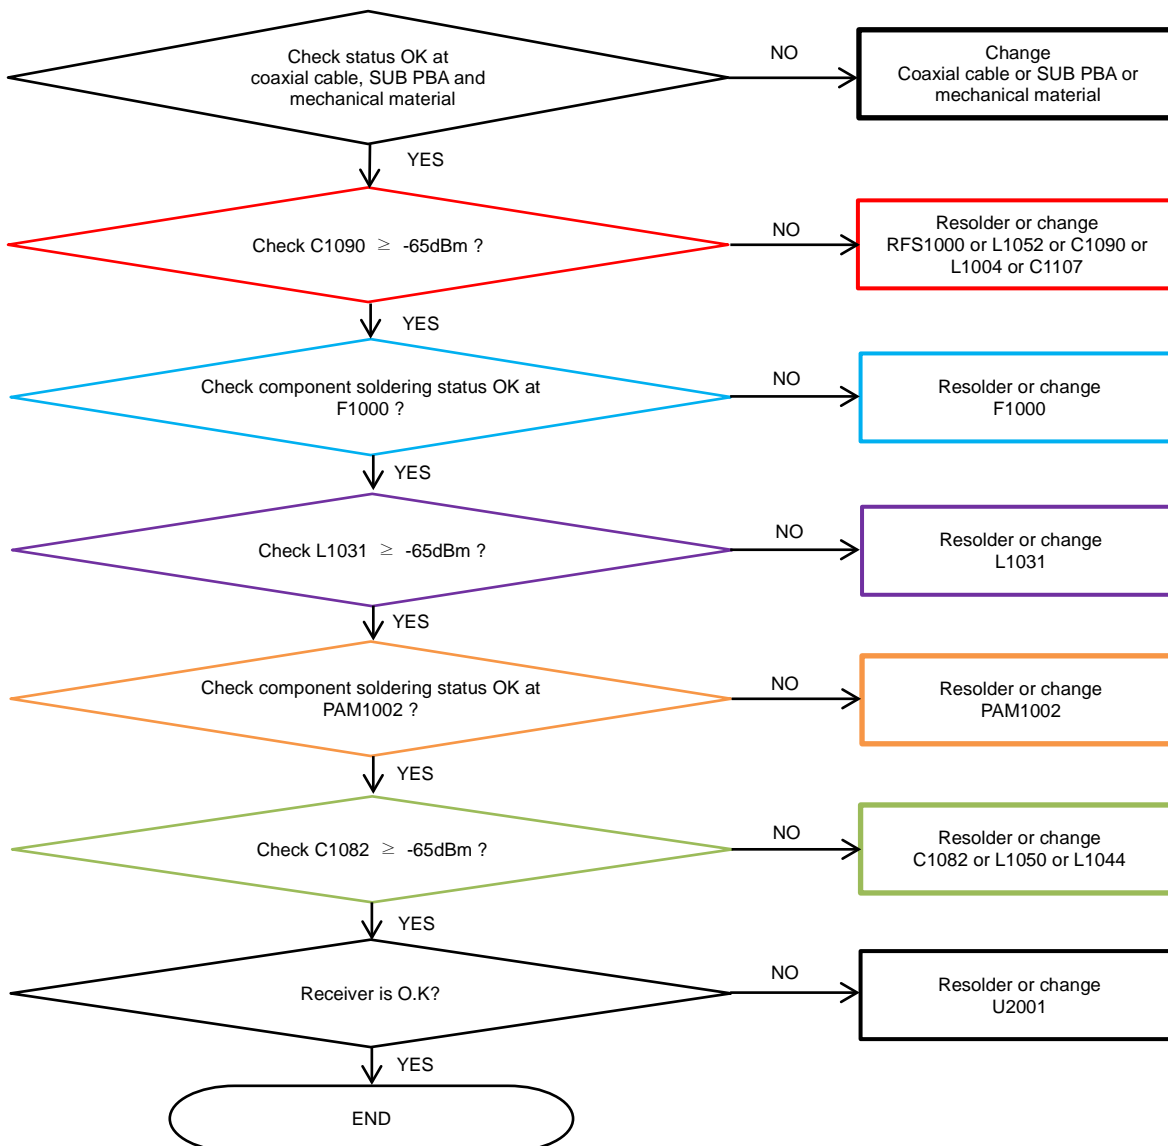 Check status OK at
coaxial cable, SUB PBA and
mechanical material
NO
Change
Coaxial cable or SUB PBA or
mechanical material
YES
Check C1090 ≥ -65dBm ?
NO
Resolder or change
RFS1000 or L1052 or C1090 or
L1004 or C1107
YES
Check component soldering status OK at
F1000 ?
NO
Resolder or change
F1000
YES
Check L1031 ≥ -65dBm ?
NO
Resolder or change
L1031
YES
Check component soldering status OK at
PAM1002 ?
NO
Resolder or change
PAM1002
YES
Check C1082 ≥ -65dBm ?
NO
Resolder or change
C1082 or L1050 or L1044
YES
Receiver is O.K?
NO
Resolder or change
U2001
YES
END